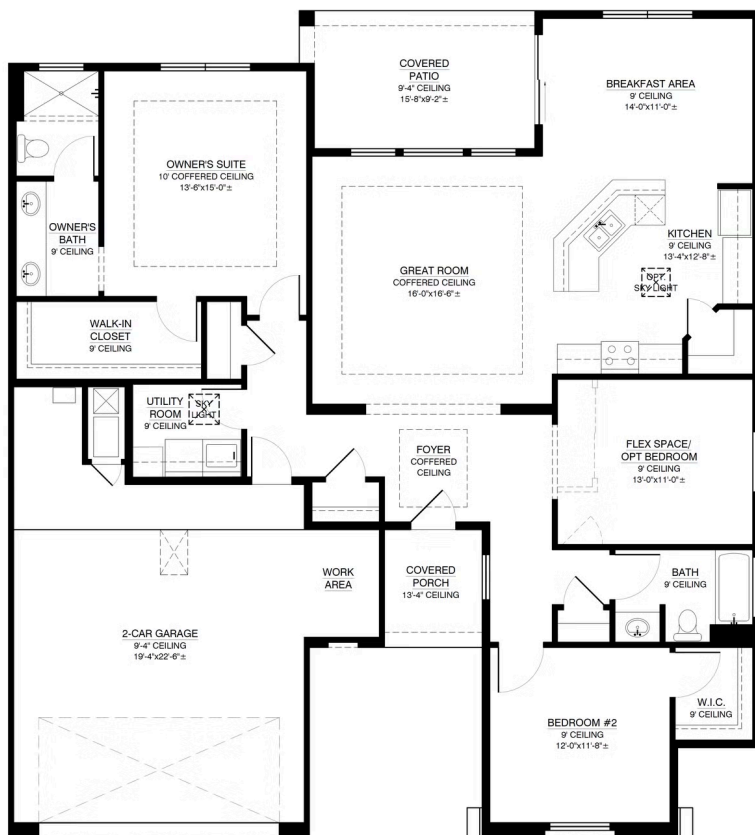 COVERED
PATIO
9'-4" CEILING
15'-8"x9'-2"±
BREAKFAST AREA
9' CEILING
14'-0"x11'-0"±
OWNER'S SUITE
10' COFFERED CEILING
13'-6"x15'-0"±
OWNER'S
BATH
9' CEILING
KITCHEN
9' CEILING
13'-4"x12'-8"±
OPT.
SKY LIGHT
GREAT ROOM
COFFERED CEILING
16'-0"x16'-6"±
WALK-IN
CLOSET
9' CEILING
UTILITY
ROOM
9' CEILING
SKY
LIGHT
FOYER
COFFERED
CEILING
FLEX SPACE/
OPT BEDROOM
9' CEILING
13'-0"x11'-0"±
WORK
AREA
COVERED
PORCH
13'-4" CEILING
BATH
9' CEILING
2-CAR GARAGE
9'-4" CEILING
19'-4"x22'-6"±
BEDROOM #2
9' CEILING
12'-0"x11'-8"±
W.I.C.
9' CEILING